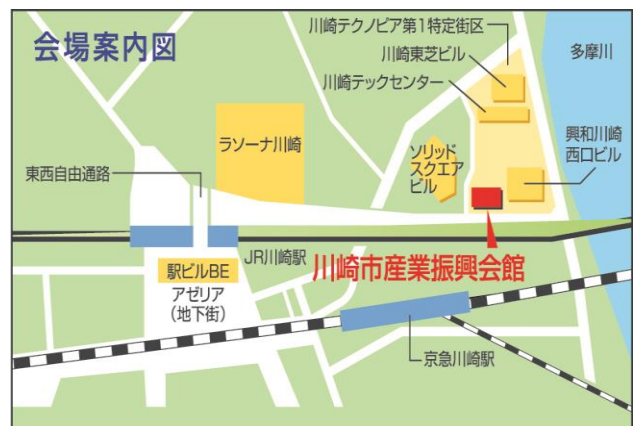 会場案内図
川崎テクノピア第1特定街区
川崎東芝ビル
川崎テックセンター
多摩川
ラゾーナ川崎
ソリッド
スクエア
ビル
興和川崎
西口ビル
東西自由通路
JR川崎駅
川崎市産業振興会館
駅ビルBE
アゼリア
(地下街)
京急川崎駅